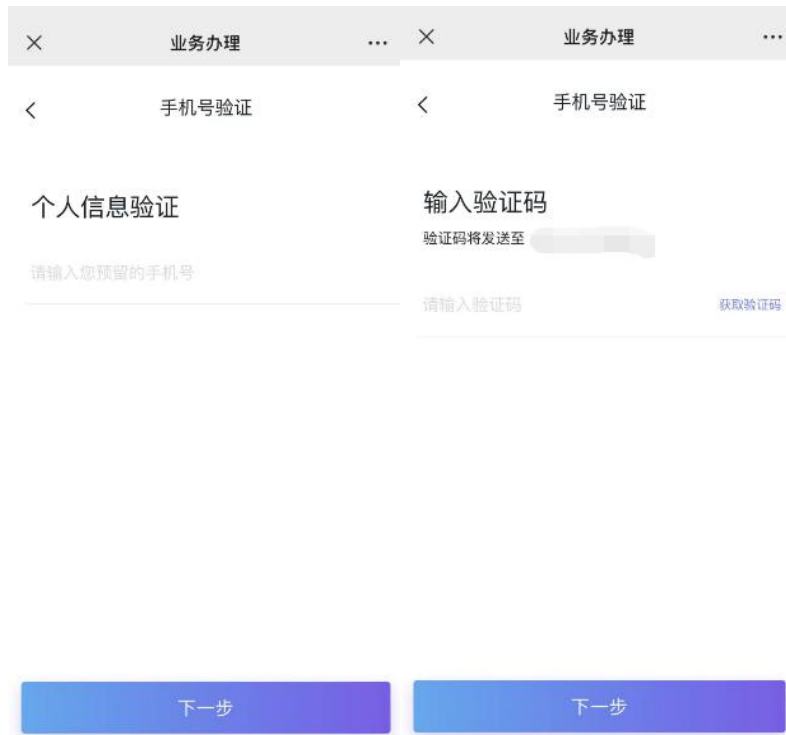 业务办理
手机号验证
个人信息验证
请输入您预留的手机号
下一步
业务办理
手机号验证
输入验证码
验证码将发送至
请输入验证码 获取验证码
下一步